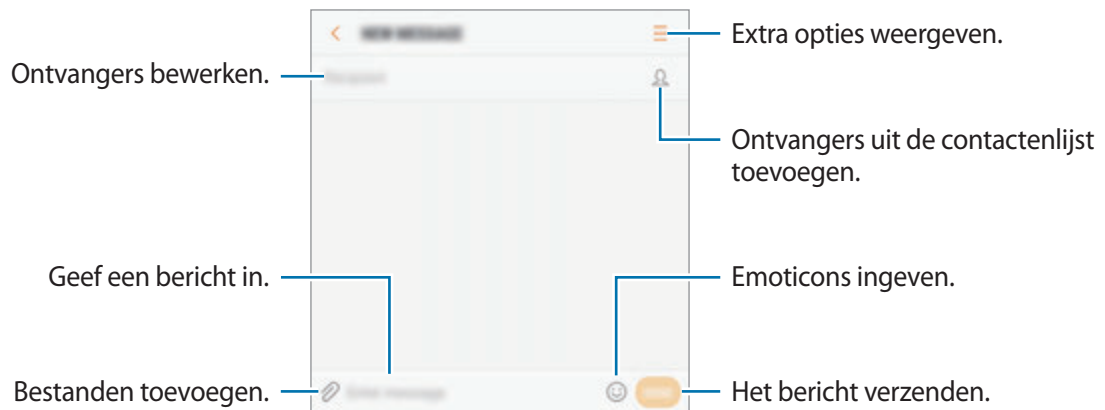 Extra opties weergeven.
Ontvangers bewerken.
Ontvangers uit de contactenlijst
toevoegen.
Geef een bericht in.
Emoticons ingeven.
Bestanden toevoegen.
Het bericht verzenden.